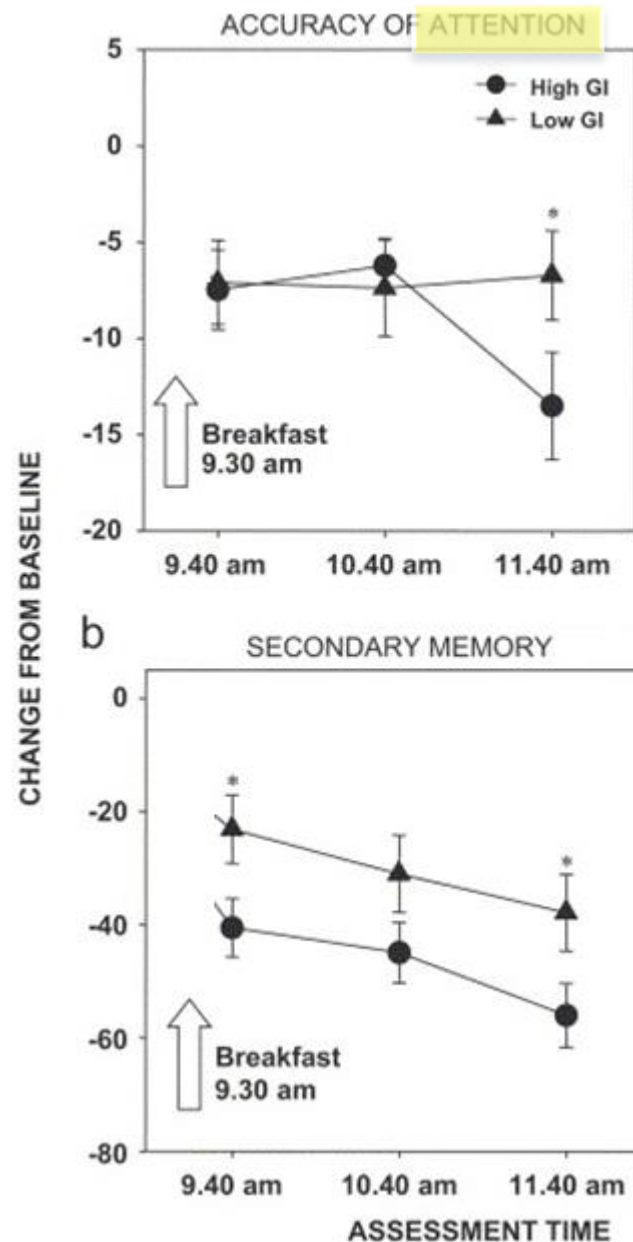 ACCURACY OF ATTENTION
5
High GI
Low GI
0
*
-5
-10
Breakfast
9.30 am
-15
-20
9.40 am 10.40 am 11.40 am
CHANGE FROM BASELINE
b
SECONDARY MEMORY
0
*
-20
*
-40
-60
Breakfast
9.30 am
-80
9.40 am 10.40 am 11.40 am
ASSESSMENT TIME